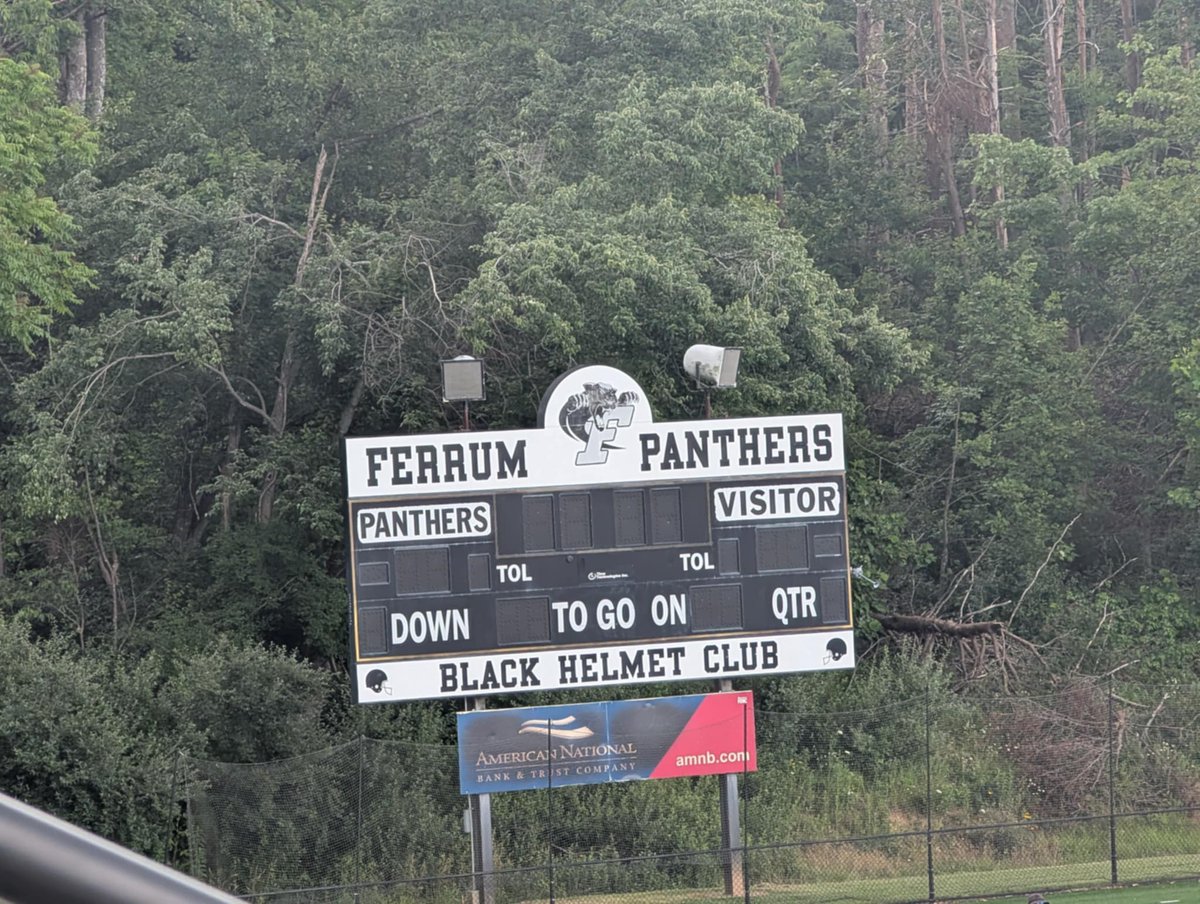 FERRUM F PANTHERS
PANTHERS VISITOR
TOL TOL
DOWN TO GO ON QTR
BLACK HELMET CLUB
AMERICAN NATIONAL
BANK & TRUST COMPANY
amnb.com